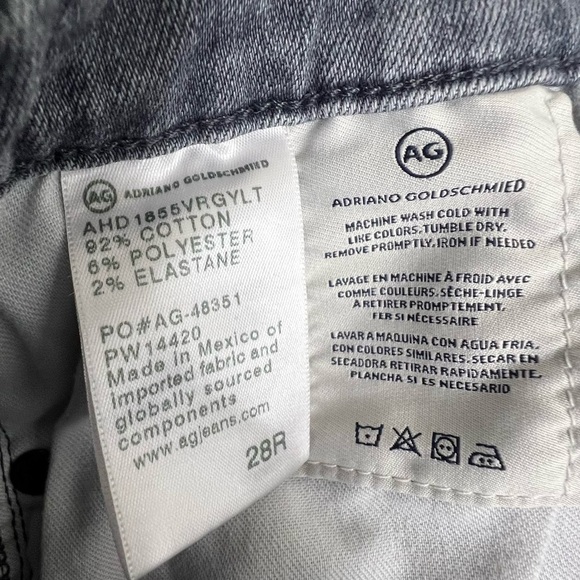 AG ADRIANO GOLDSCHMIED
AHD1655VRGYLT
92% COTTON
6% POLYESTER
2% ELASTANE
PO#AG-48351
PW14420
Made in Mexico of
imported fabric and
globally sourced
components
www.agjeans.com
28R
AG
ADRIANO GOLDSCHMIED
MACHINE WASH COLD WITH
LIKE COLORS. TUMBLE DRY.
REMOVE PROMPTLY. IRON IF NEEDED
LAVAGE EN MACHINE À FROID AVEC
COMME COULEURS. SÈCHE-LINGE
A RETIRER PROMPTEMENT.
FER SI NÉCESSAIRE
LAVAR A MAQUINA CON AGUA FRIA.
CON COLORES SIMILARES. SECAR EN
SECADORA RETIRAR RAPIDAMENTE.
PLANCHA SI ES NECESARIO